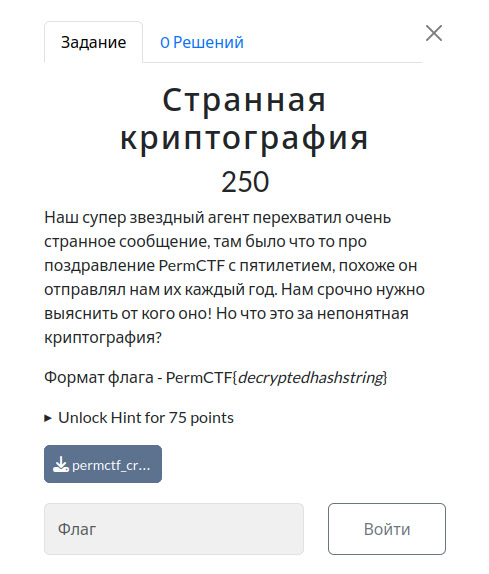 Задание
0 Решений
Странная
криптография
250
Наш супер звездный агент перехватил очень
странное сообщение, там было что то про
поздравление PermCTF с пятилетием, похоже он
отправлял нам их каждый год. Нам срочно нужно
выяснить от кого оно! Но что это за непонятная
криптография?
Формат флага - PermCTF{decryptedhashstring}
▸ Unlock Hint for 75 points
permctf_cr...
Флаг
Войти